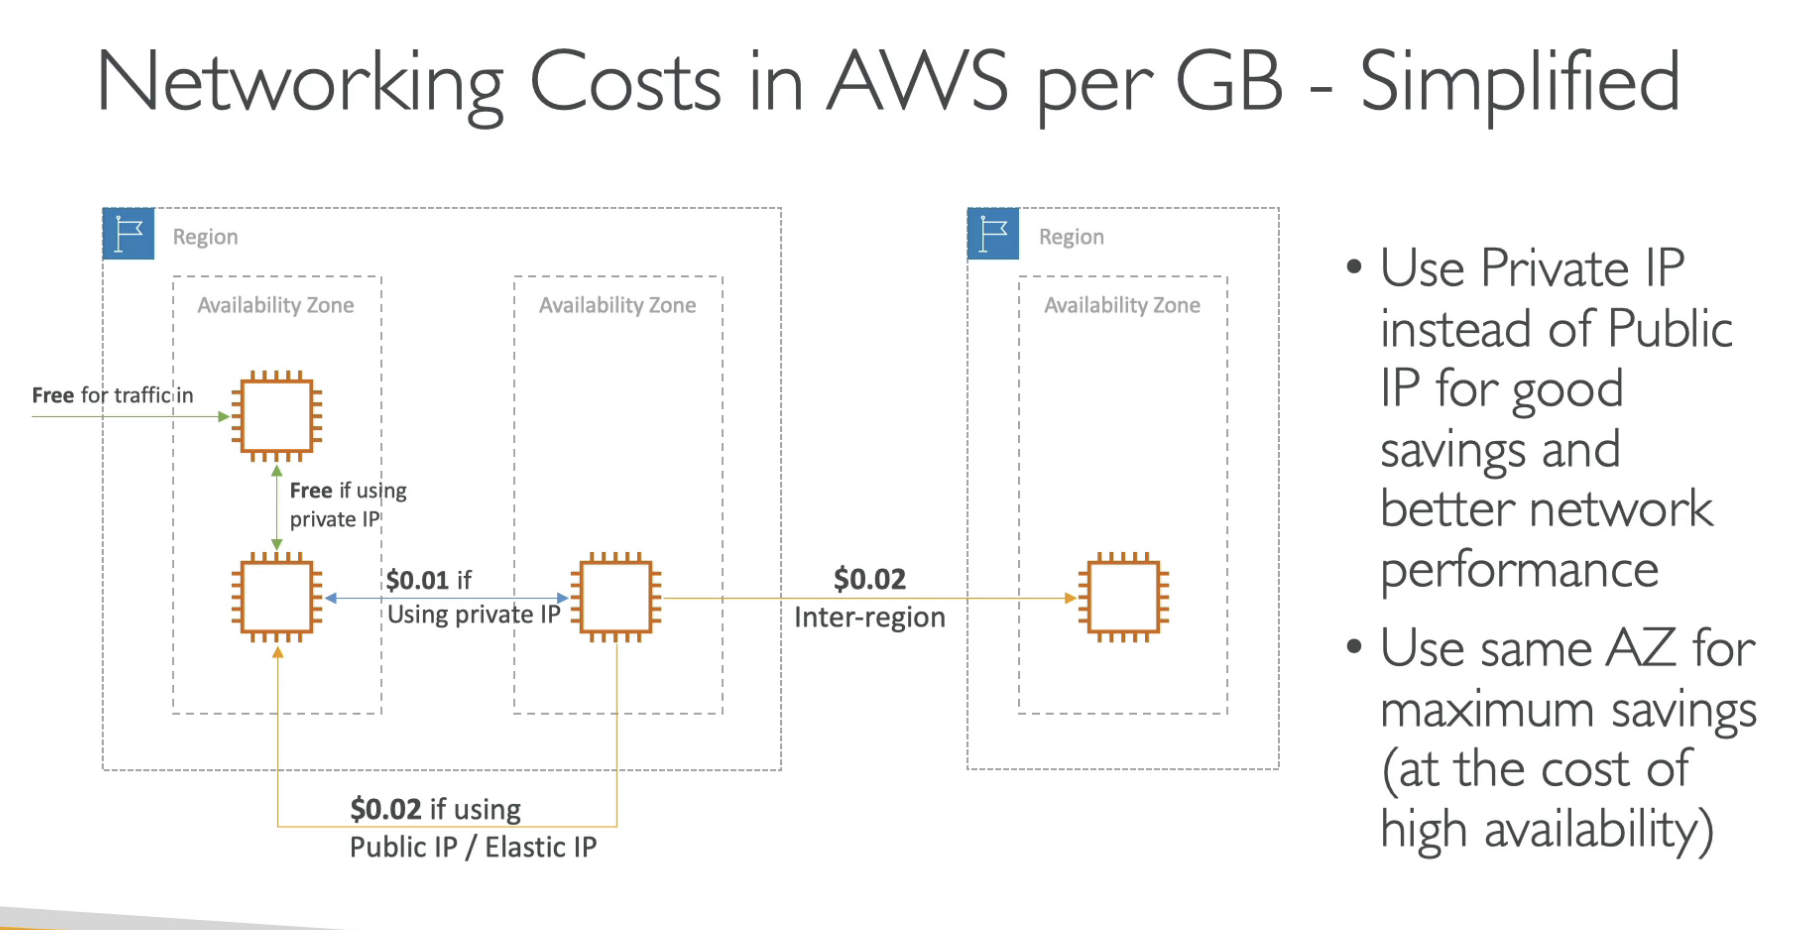 Networking Costs in AWS per GB - Simplified
Region
Availability Zone
Availability Zone
Free for traffic in
Free if using
private IP
$0.01 if
Using private IP
$0.02 if using
Public IP / Elastic IP
$0.02
Inter-region
Region
Availability Zone
• Use Private IP
instead of Public
IP for good
savings and
better network
performance
• Use same AZ for
maximum savings
(at the cost of
high availability)